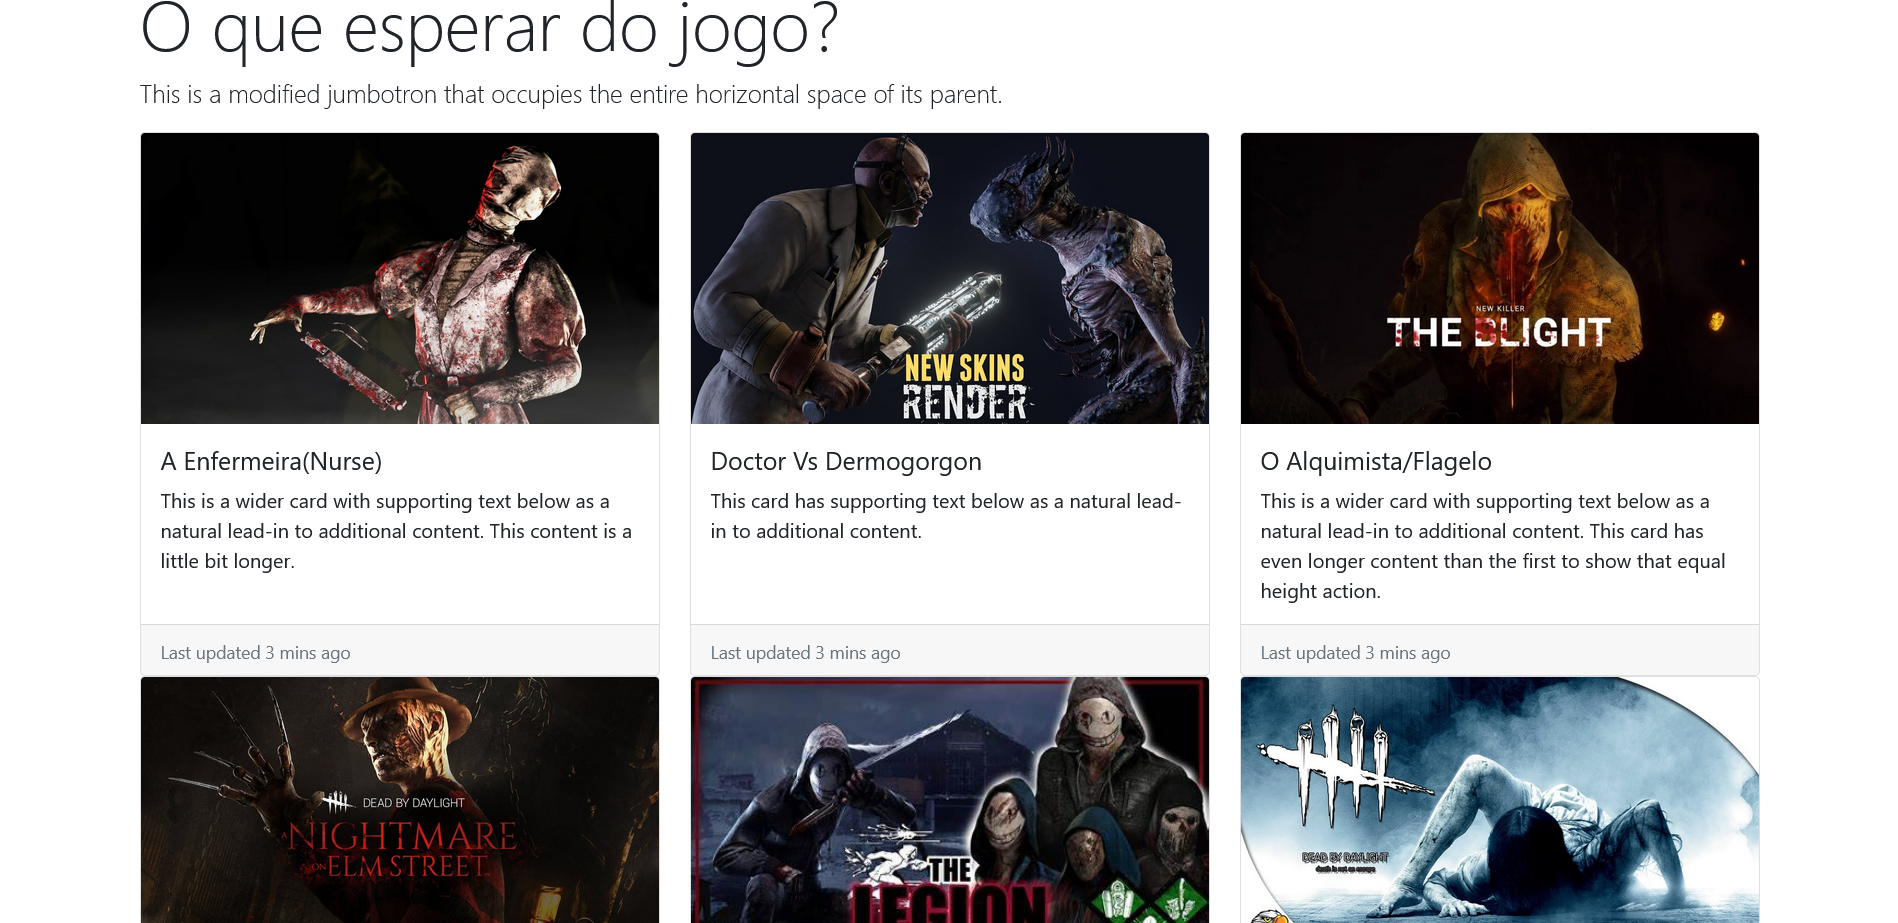 O que esperar do jogo?
This is a modified jumbotron that occupies the entire horizontal space of its parent.
NEW SKINS
RENDER
NEW KILLER
THE BLIGHT
A Enfermeira(Nurse)
This is a wider card with supporting text below as a
natural lead-in to additional content. This content is a
little bit longer.
Last updated 3 mins ago
Doctor Vs Dermogorgon
This card has supporting text below as a natural lead-
in to additional content.
Last updated 3 mins ago
O Alquimista/Flagelo
This is a wider card with supporting text below as a
natural lead-in to additional content. This card has
even longer content than the first to show that equal
height action.
Last updated 3 mins ago
DEAD BY DAYLIGHT
A NIGHTMARE
ON ELM STREET
THE
LEGION
DEAD BY DAYLIGHT
death is not an escape